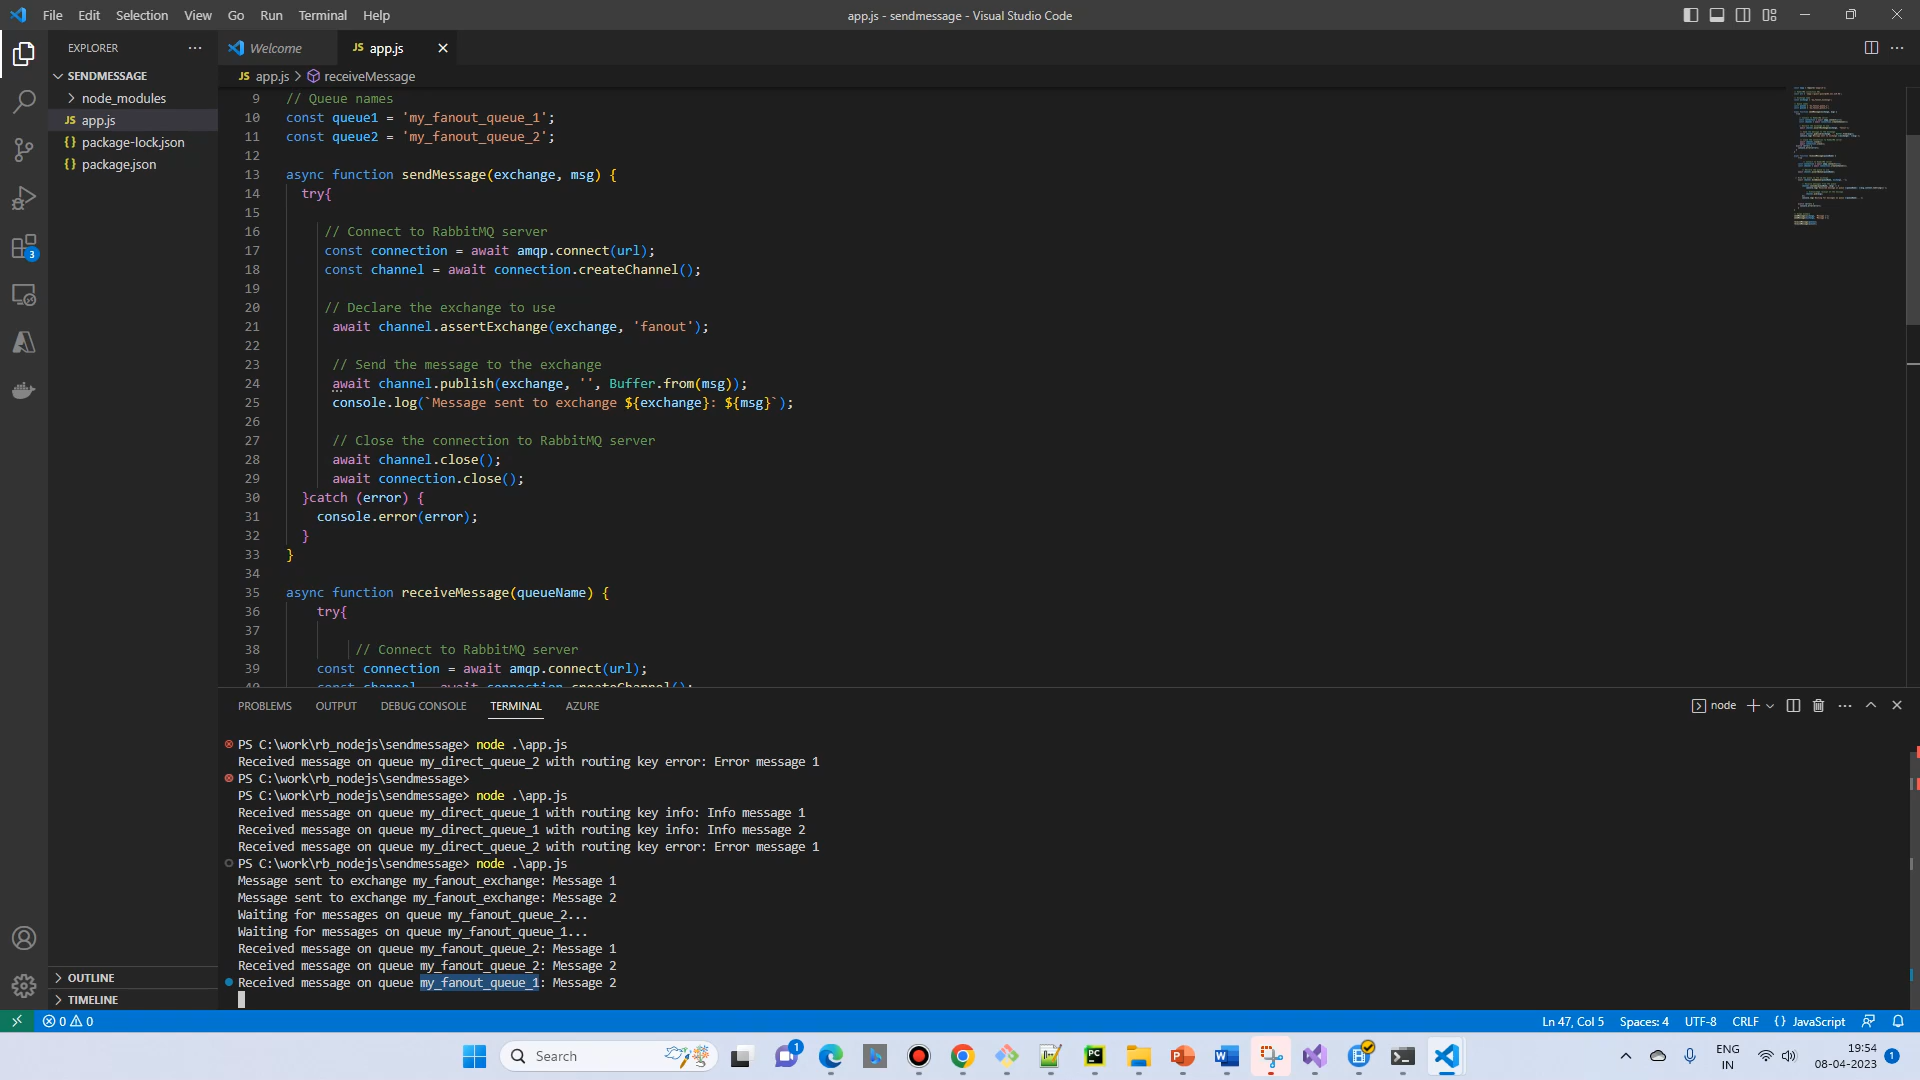 File Edit Selection View Go Run Terminal Help
app.js - sendmessage - Visual Studio Code
EXPLORER
SENDMESSAGE
node_modules
JS app.js
{} package-lock.json
{} package.json
OUTLINE
TIMELINE
3
Welcome
JS app.js
JS app.js > receiveMessage
9 // Queue names
10 const queue1 = 'my_fanout_queue_1';
11 const queue2 = 'my_fanout_queue_2';
12
13 async function sendMessage(exchange, msg) {
14 try{
15
16 // Connect to RabbitMQ server
17 const connection = await amqp.connect(url);
18 const channel = await connection.createChannel();
19
20 // Declare the exchange to use
21 await channel.assertExchange(exchange, 'fanout');
22
23 // Send the message to the exchange
24 await channel.publish(exchange, '', Buffer.from(msg));
25 console.log(`Message sent to exchange ${exchange}: ${msg}`);
26
27 // Close the connection to RabbitMQ server
28 await channel.close();
29 await connection.close();
30 }catch (error) {
31 console.error(error);
32 }
33 }
34
35 async function receiveMessage(queueName) {
36 try{
37
38 // Connect to RabbitMQ server
39 const connection = await amqp.connect(url);
40 const channel = await connection.createChannel();
PROBLEMS OUTPUT DEBUG CONSOLE TERMINAL AZURE
node
PS C:\work\rb_nodejs\sendmessage> node .\app.js
Received message on queue my_direct_queue_2 with routing key error: Error message 1
PS C:\work\rb_nodejs\sendmessage>
PS C:\work\rb_nodejs\sendmessage> node .\app.js
Received message on queue my_direct_queue_1 with routing key info: Info message 1
Received message on queue my_direct_queue_1 with routing key info: Info message 2
Received message on queue my_direct_queue_2 with routing key error: Error message 1
PS C:\work\rb_nodejs\sendmessage> node .\app.js
Message sent to exchange my_fanout_exchange: Message 1
Message sent to exchange my_fanout_exchange: Message 2
Waiting for messages on queue my_fanout_queue_2...
Waiting for messages on queue my_fanout_queue_1...
Received message on queue my_fanout_queue_2: Message 1
Received message on queue my_fanout_queue_2: Message 2
Received message on queue my_fanout_queue_1: Message 2
0 0
Ln 47, Col 5 Spaces: 4 UTF-8 CRLF {} JavaScript
Search
1
PC
ENG
IN
19:54
08-04-2023
1